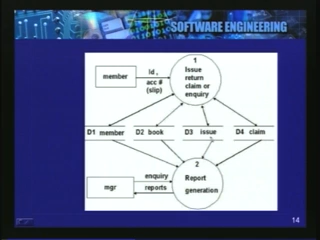 SOFTWARE ENGINEERING
1
Issue
return
claim or
enquiry
member
Id ,
acc #
(slip)
D1 member
D2 book
D3 issue
D4 claim
2
Report
generation
mgr
enquiry
reports
14